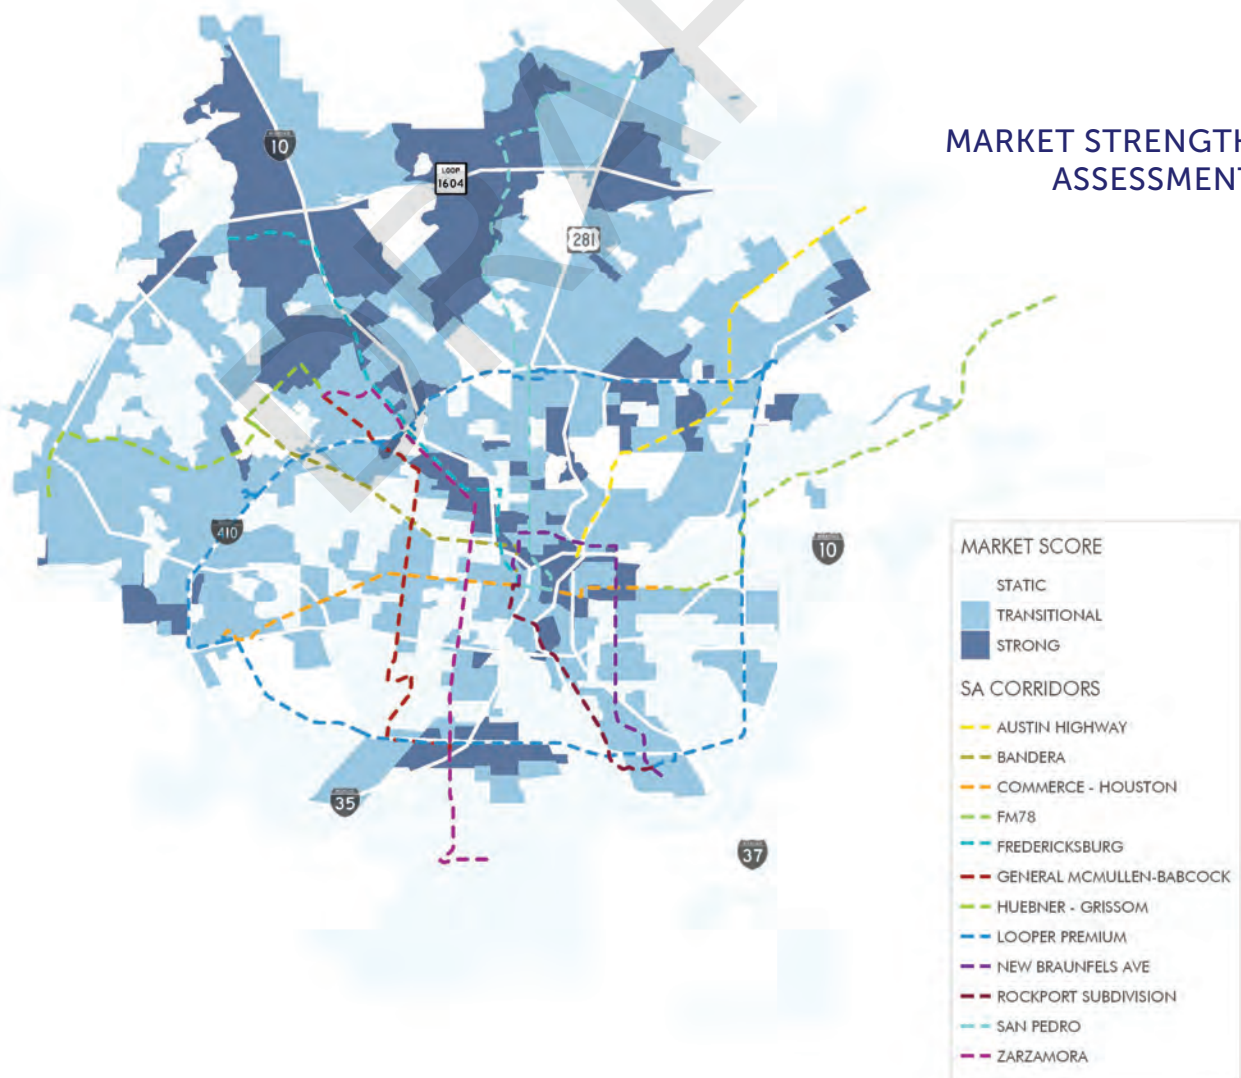 DRAFT
MARKET STRENGTH
ASSESSMENT
10
LOOP
1604
281
410
10
35
37
MARKET SCORE
STATIC
TRANSITIONAL
STRONG
SA CORRIDORS
AUSTIN HIGHWAY
BANDERA
COMMERCE - HOUSTON
FM78
FREDERICKSBURG
GENERAL MCMULLEN-BABCOCK
HUEBNER - GRISSOM
LOOPER PREMIUM
NEW BRAUNFELS AVE
ROCKPORT SUBDIVISION
SAN PEDRO
ZARZAMORA